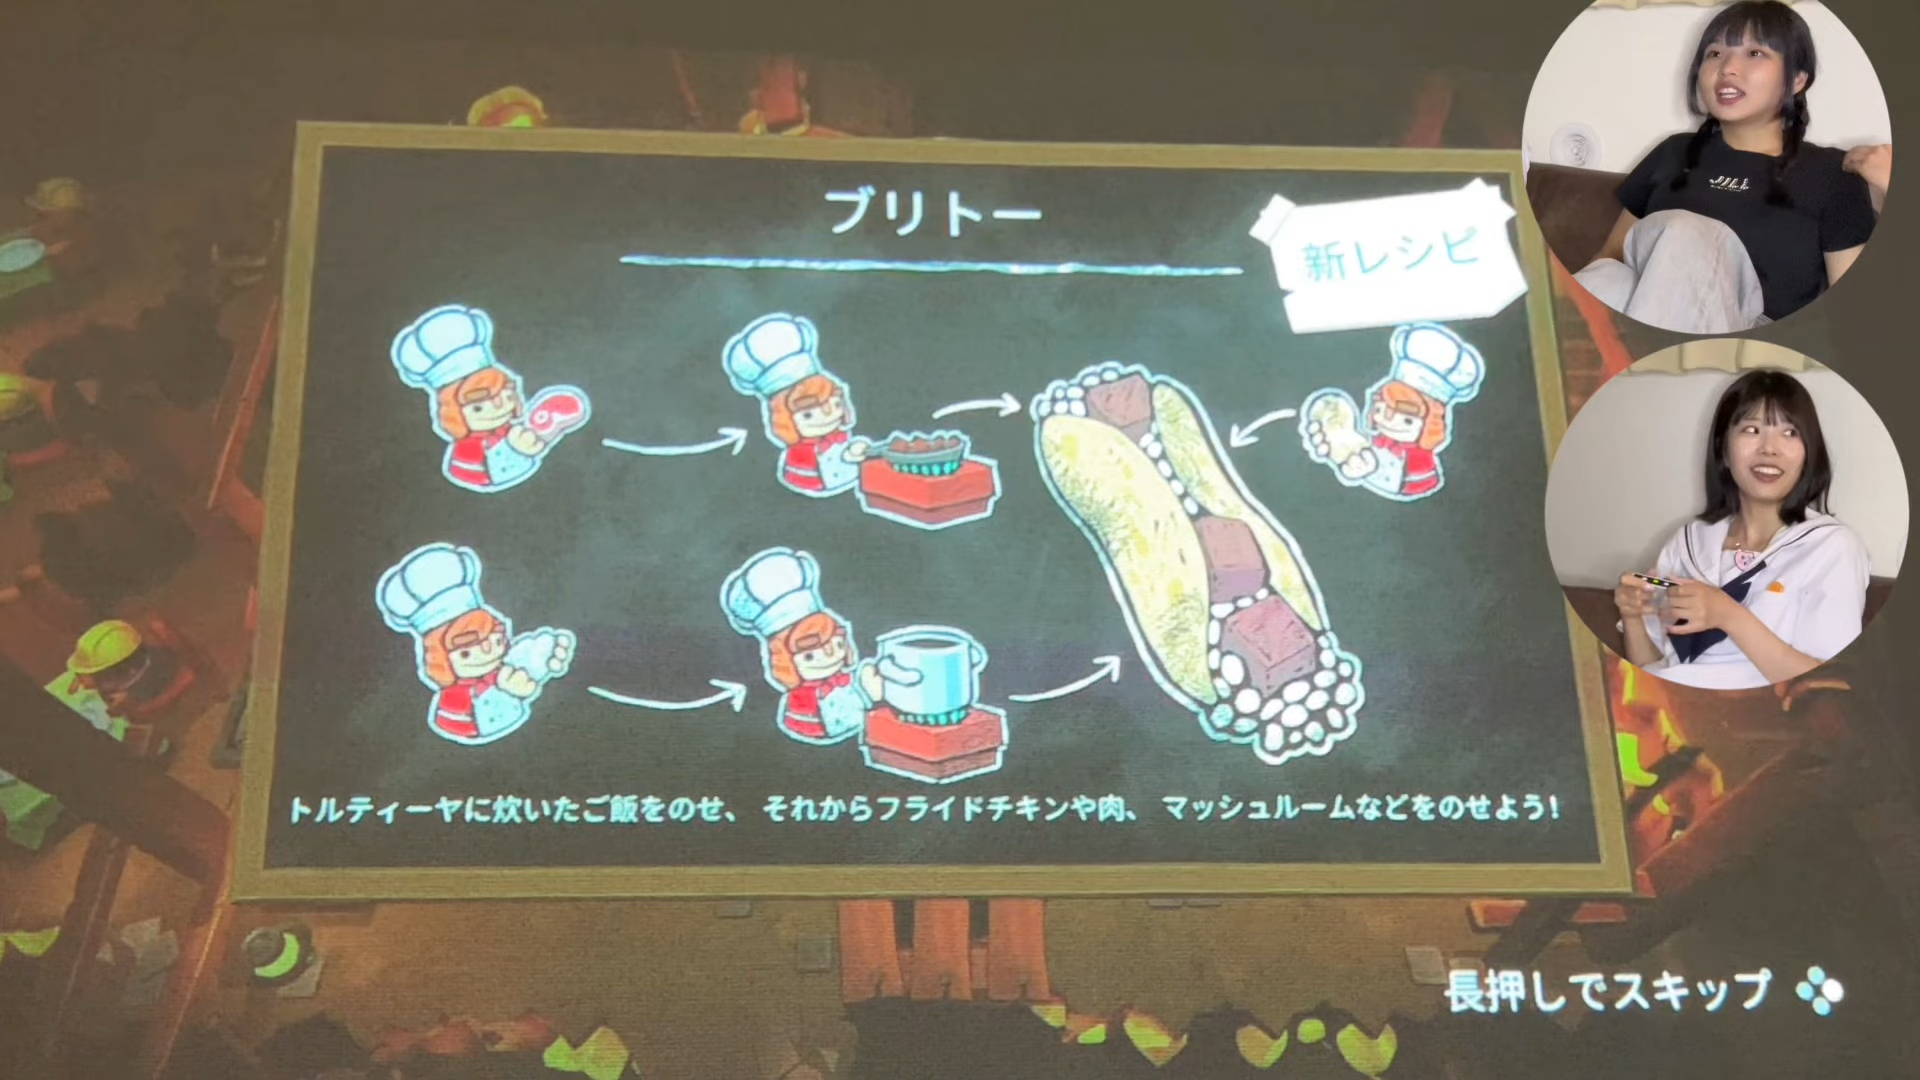 ブリトー
新レシピ
トルティーヤに炊いたご飯をのせ、それからフライドチキンや肉、マッシュルームなどをのせよう!
長押しでスキップ